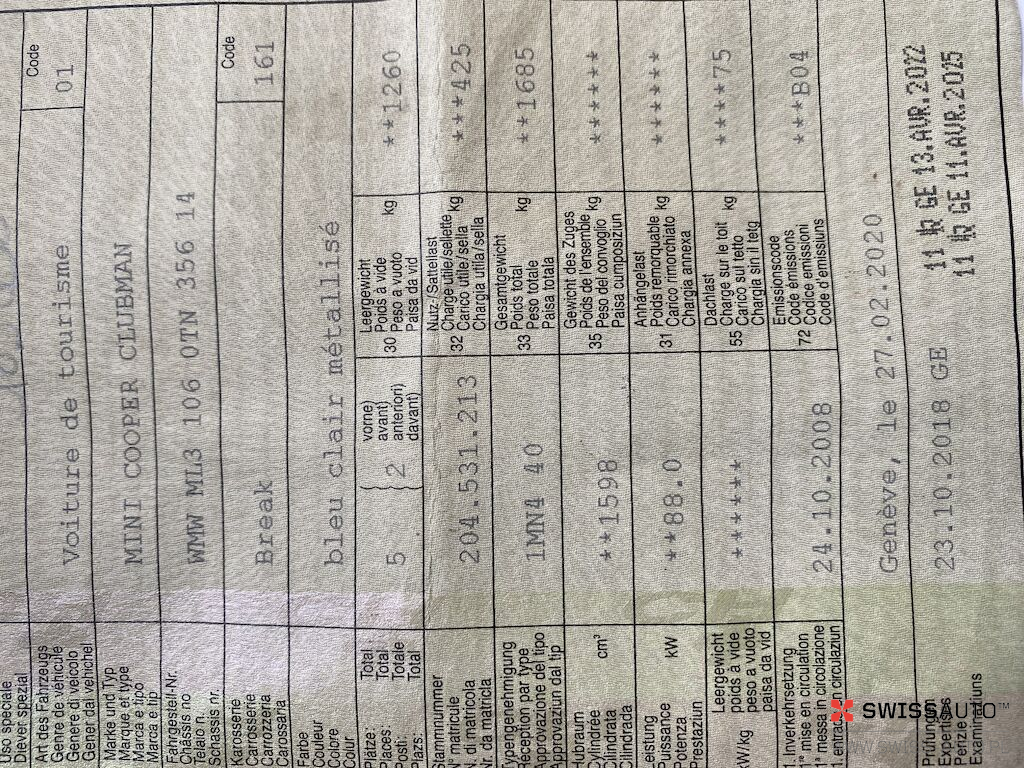 Uso speciale
Diever spezial
Art des Fahrzeugs
Genre de véhicule
Genere di veicolo
Gener dal vehichel
Voiture de tourisme
Code
01
Marke und Typ
Marque et type
Marca e tipo
Marca e tip
MINI COOPER CLUBMAN
Fahrgestell-Nr.
Châssis no
Telaio n.
Schassis nr.
WMW ML3 106 0TN 356 14
Karosserie
Carrosserie
Carrozzeria
Carossaria
Break
Code
161
Farbe
Couleur
Colore
Colur
bleu clair métallisé
Plätze: Total
Places: Total
Posti: Totale
Plazs: Total
5
2
vorne)
avant)
anteriori)
davant)
Leergewicht
30 Poids à vide kg
Peso a vuoto
Paisa da vid
**1260
Stammnummer
N° matricule
N. di matricola
Nr. da matricla
204.531.213
Nutz-/Sattellast
Charge utile/sellette
32 Carico utile/sella kg
Chargia utila/sella
***425
Typengenehmigung
Réception par type
Approvazione del tipo
Approvaziun dal tip
1MN4 40
Gesamtgewicht
33 Poids total kg
Peso totale
Paisa totala
**1685
Hubraum
Cylindrée cm³
Cilindrata
Cilindrada
**1598
Gewicht des Zuges
35 Poids de l'ensemble kg
Peso del convoglio
Paisa cumposiziun
******
Leistung
Puissance kW
Potenza
Prestaziun
**88.0
Anhängelast
31 Poids remorquable kg
Carico rimorchiato
Chargia annexa
******
Leergewicht
kW/kg poids à vide
peso a vuoto
paisa da vid
******
Dachlast
55 Charge sur le toit kg
Carico sul tetto
Chargia sin il tetg
****75
1. Inverkehrsetzung
1re mise en circulation
1a messa in circolazione
1. entrada in circulaziun
24.10.2008
Emissionscode
72 Code émissions
Codice emissioni
Code d'emissiuns
***B04
Genève, le 27.02.2020
Expertises
Perizie
Examinaziuns
23.10.2018 GE
GE 13.AVR.2022
GE 11.AVR.2025
SWISSAUTO™